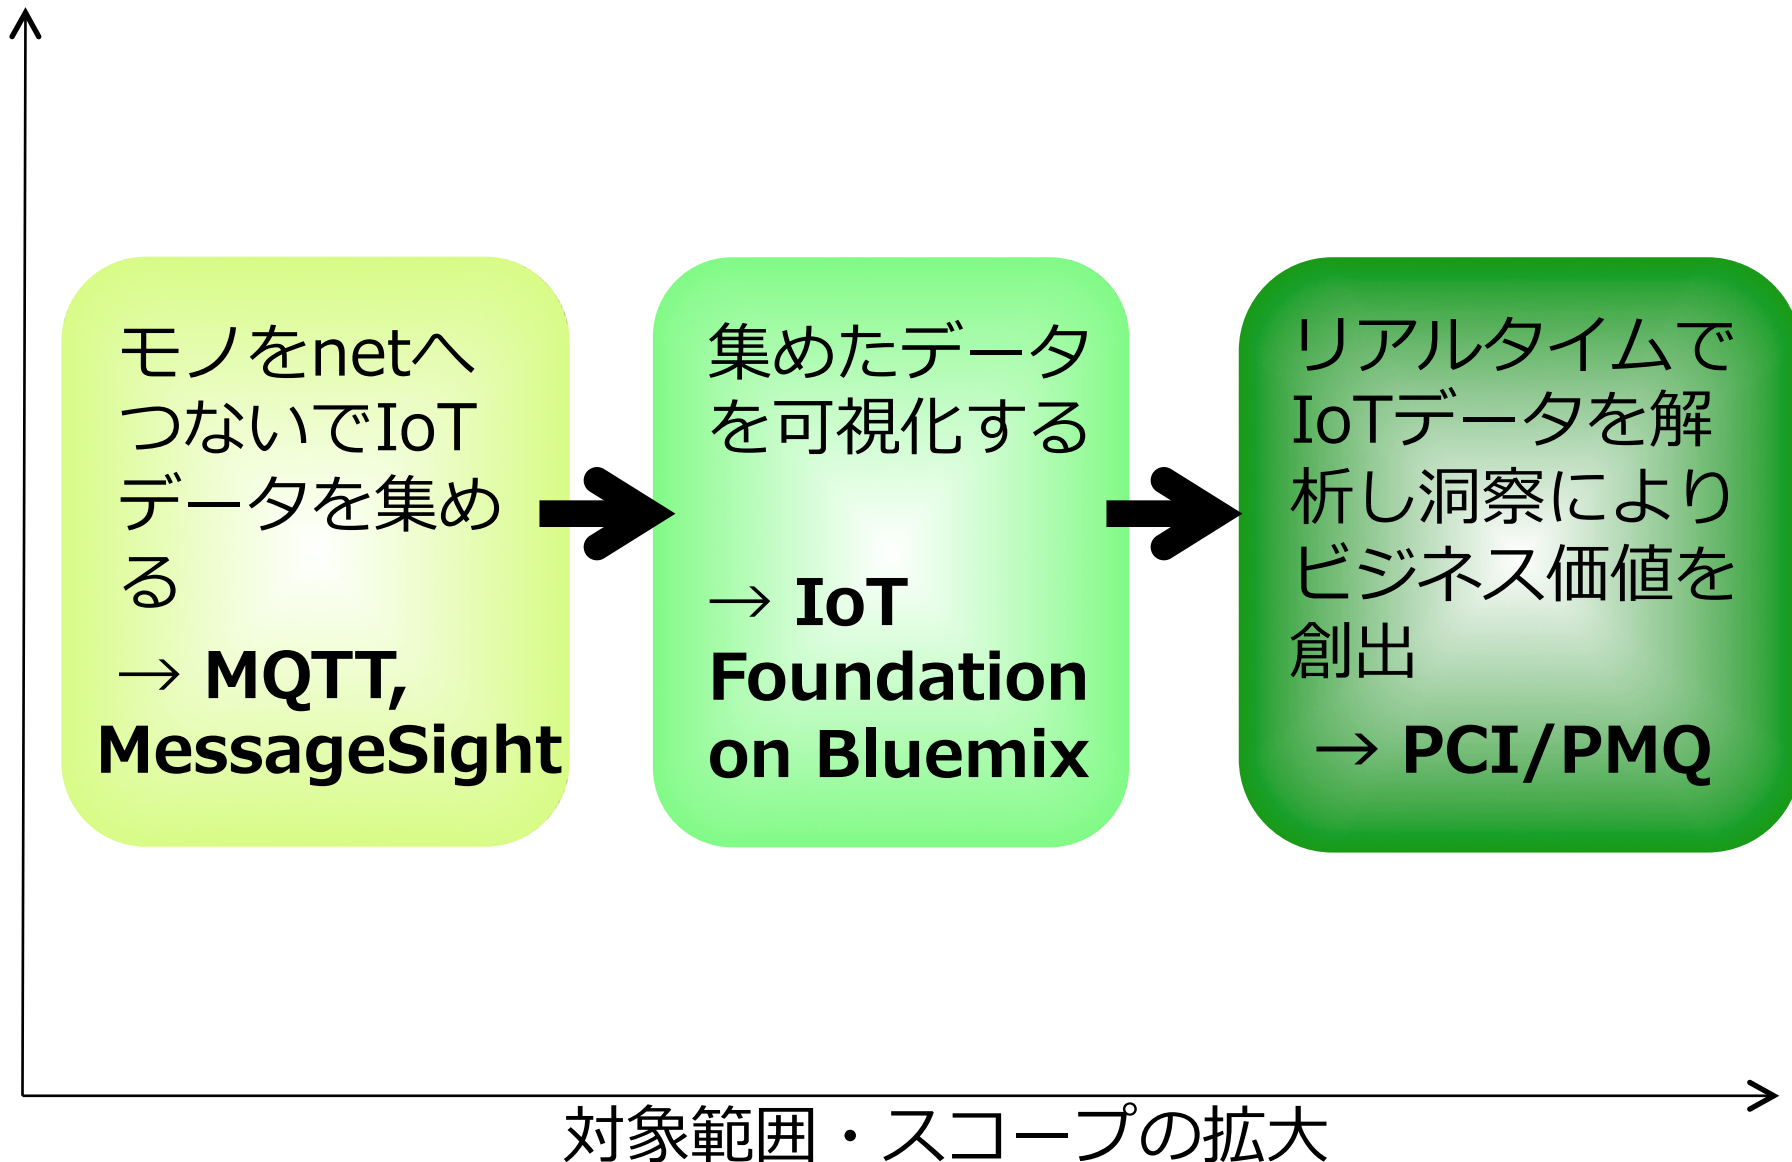 モノをnetへ
つないでIoT
データを集め
る
→ MQTT,
MessageSight
集めたデータ
を可視化する
→ IoT
Foundation
on Bluemix
リアルタイムで
IoTデータを解
析し洞察により
ビジネス価値を
創出
→ PCI/PMQ
対象範囲・スコープの拡大